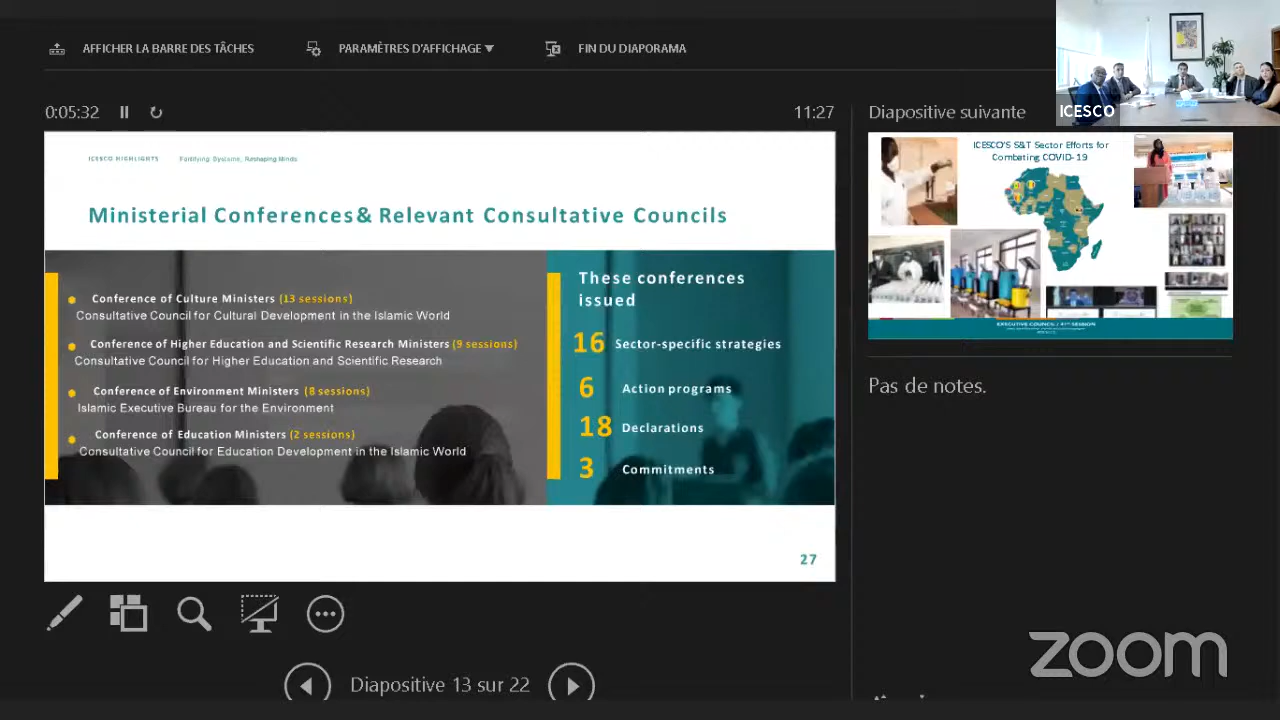 AFFICHER LA BARRE DES TÂCHES
PARAMÈTRES D'AFFICHAGE
FIN DU DIAPORAMA
ICESCO
0:05:32
11:27
ICESCO HIGHLIGHTS
Ministerial Conferences& Relevant Consultative Councils
Conference of Culture Ministers (13 sessions)
Consultative Council for Cultural Development in the Islamic World
Conference of Higher Education and Scientific Research Ministers (9 sessions)
Consultative Council for Higher Education and Scientific Research
Conference of Environment Ministers (8 sessions)
Islamic Executive Bureau for the Environment
Conference of Education Ministers (2 sessions)
Consultative Council for Education Development in the Islamic World
These conferences
issued
16 Sector-specific strategies
6 Action programs
18 Declarations
3 Commitments
27
Diapositive suivante
ICESCO'S S&T Sector Efforts for
Combating COVID-19
EXECUTIVE COUNCIL / 41ST SESSION
Pas de notes.
Diapositive 13 sur 22
zoom